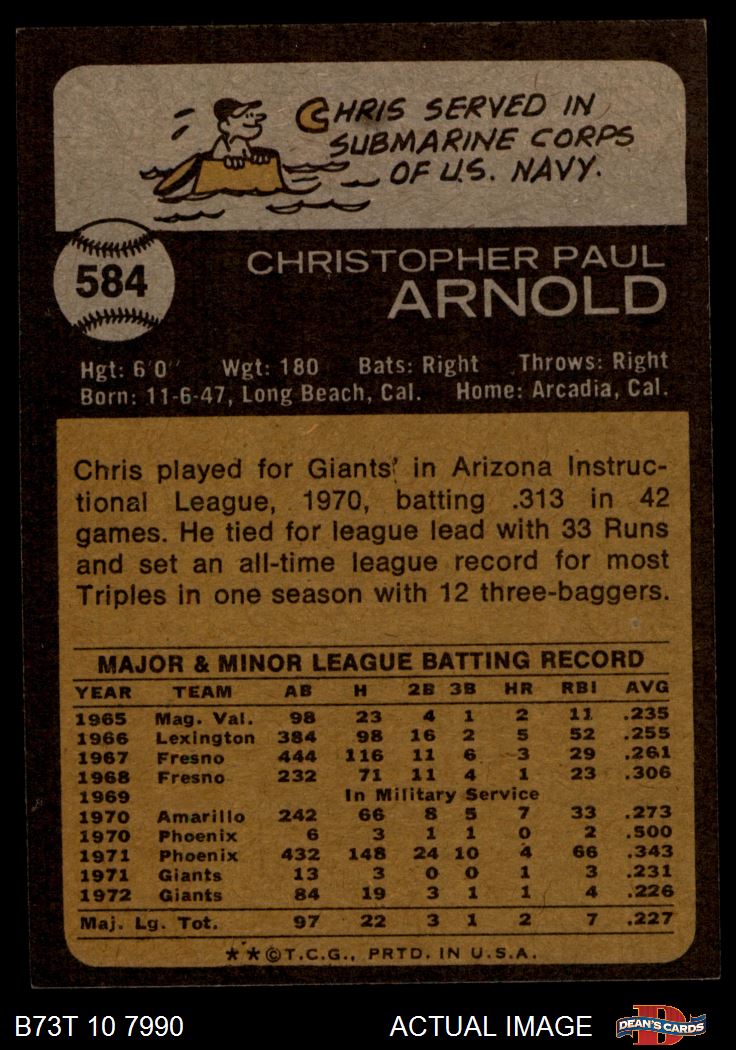 CHRIS SERVED IN
SUBMARINE CORPS
OF U.S. NAVY.
584
CHRISTOPHER PAUL
ARNOLD
Hgt: 6'0" Wgt: 180 Bats: Right Throws: Right
Born: 11-6-47, Long Beach, Cal. Home: Arcadia, Cal.
Chris played for Giants' in Arizona Instruc-
tional League, 1970, batting .313 in 42
games. He tied for league lead with 33 Runs
and set an all-time league record for most
Triples in one season with 12 three-baggers.
MAJOR & MINOR LEAGUE BATTING RECORD
YEAR TEAM AB H 2B 3B HR RBI AVG
1965 Mag. Val. 98 23 4 1 2 11 .235
1966 Lexington 384 98 16 2 5 52 .255
1967 Fresno 444 116 11 6 3 29 .261
1968 Fresno 232 71 11 4 1 23 .306
1969 In Military Service
1970 Amarillo 242 66 8 5 7 33 .273
1970 Phoenix 6 3 1 1 0 2 .500
1971 Phoenix 432 148 24 10 4 66 .343
1971 Giants 13 3 0 0 1 3 .231
1972 Giants 84 19 3 1 1 4 .226
Maj. Lg. Tot. 97 22 3 1 2 7 .227
**©T.C.G., PRTD. IN U.S.A.
B73T 10 7990 ACTUAL IMAGE D DEAN'S CARDS